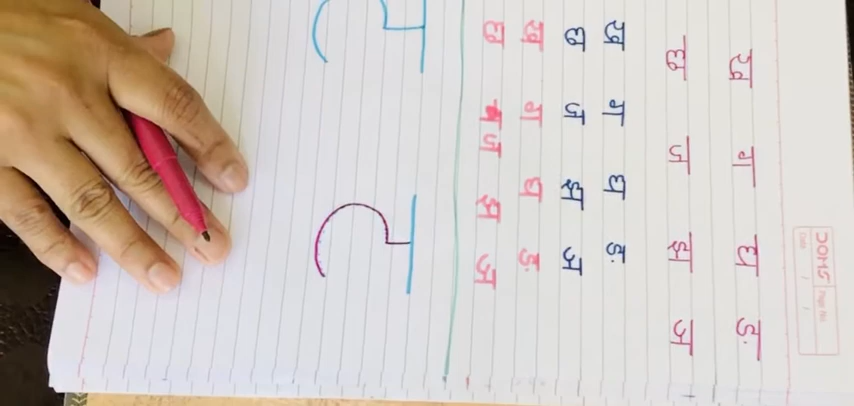 DOMS
Page No.
Date / /
ख ग घ ङ
छ ज झ ञ
ख ग घ ङ
छ ज झ ञ
ख ग घ ङ
छ ज झ ञ